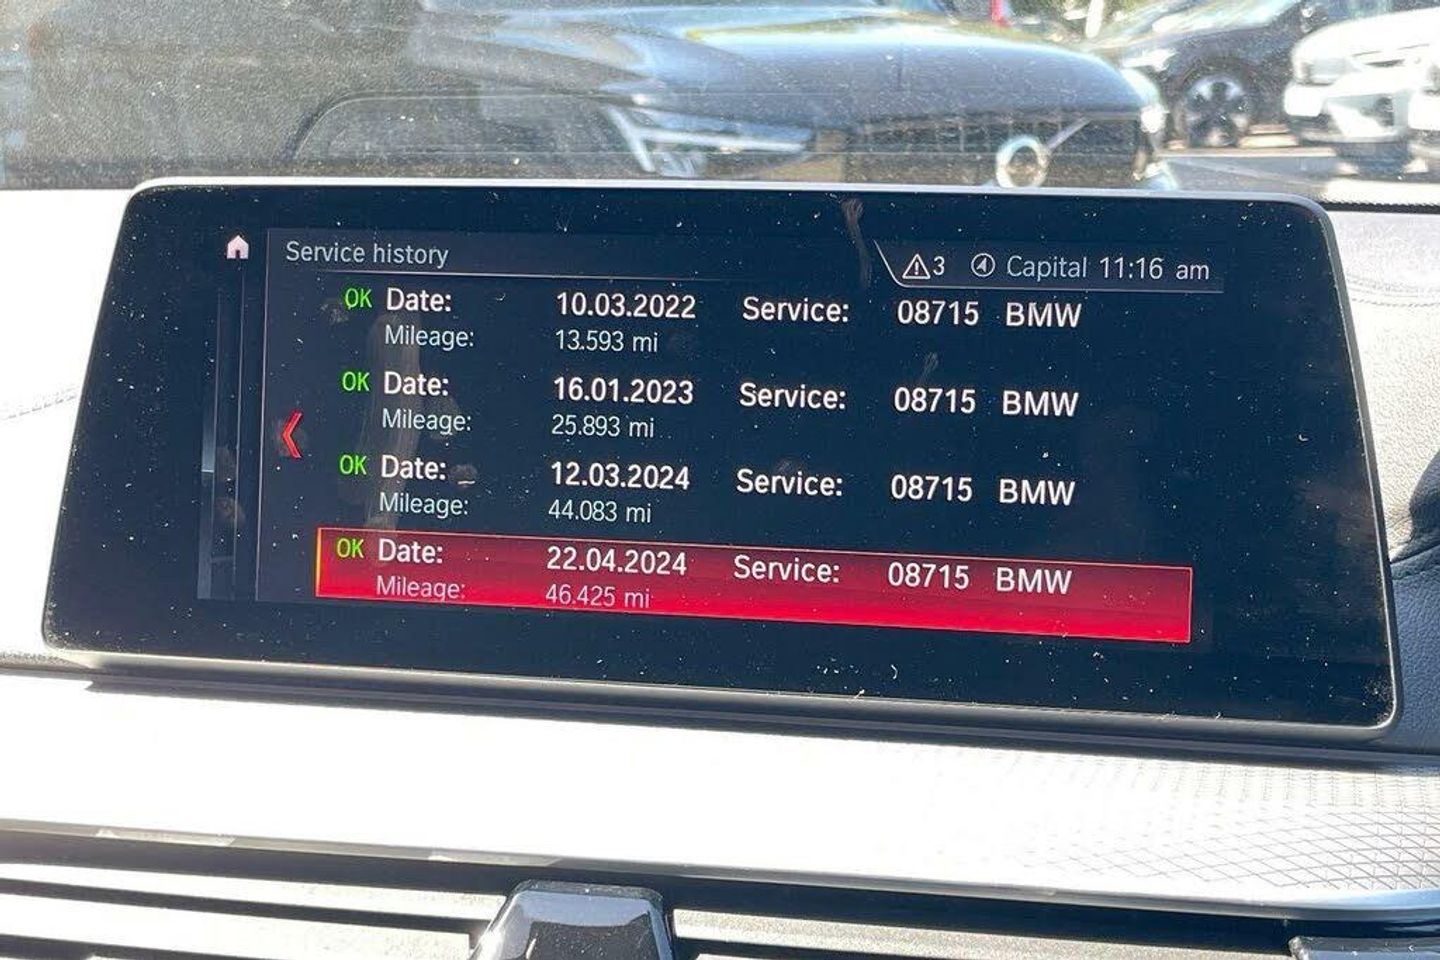 Service history
3 Capital 11:16 am
OK Date: 10.03.2022 Service: 08715 BMW
Mileage: 13.593 mi
OK Date: 16.01.2023 Service: 08715 BMW
Mileage: 25.893 mi
OK Date: 12.03.2024 Service: 08715 BMW
Mileage: 44.083 mi
OK Date: 22.04.2024 Service: 08715 BMW
Mileage: 46.425 mi